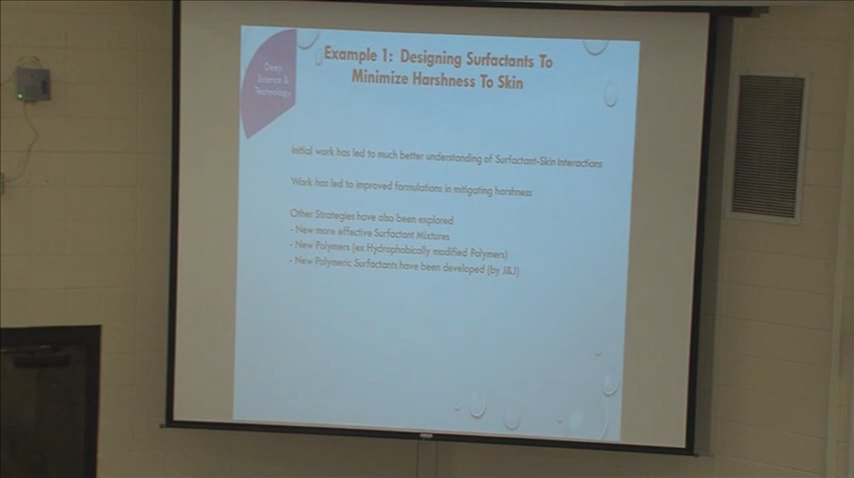 Deep
Science &
Technology
Example 1: Designing Surfactants To
Minimize Harshness To Skin
Initial work has led to much better understanding of Surfactant-Skin Interactions
Work has led to improved formulations in mitigating harshness
Other Strategies have also been explored
- New more effective Surfactant Mixtures
- New Polymers (ex Hydrophobically modified Polymers)
- New Polymeric Surfactants have been developed (by J&J)